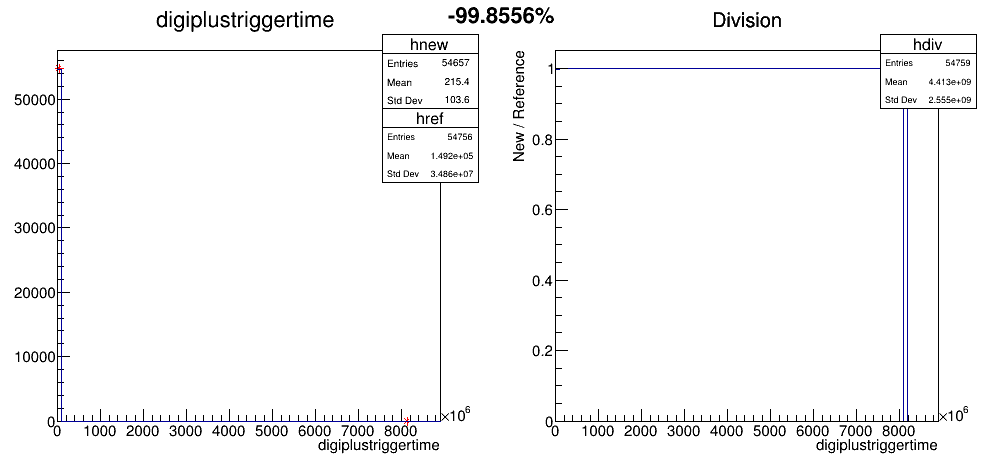 -99.8556%
digiplustriggertime
hnew
Entries 54657
Mean 215.4
Std Dev 103.6
href
Entries 54756
Mean 1.492e+05
Std Dev 3.486e+07
50000
40000
30000
20000
10000
0
0 1000 2000 3000 4000 5000 6000 7000 8000
×10⁶
digiplustriggertime
Division
hdiv
Entries 54759
Mean 4.413e+09
Std Dev 2.555e+09
New / Reference
1
0.8
0.6
0.4
0.2
0
0 1000 2000 3000 4000 5000 6000 7000 8000
×10⁶
digiplustriggertime